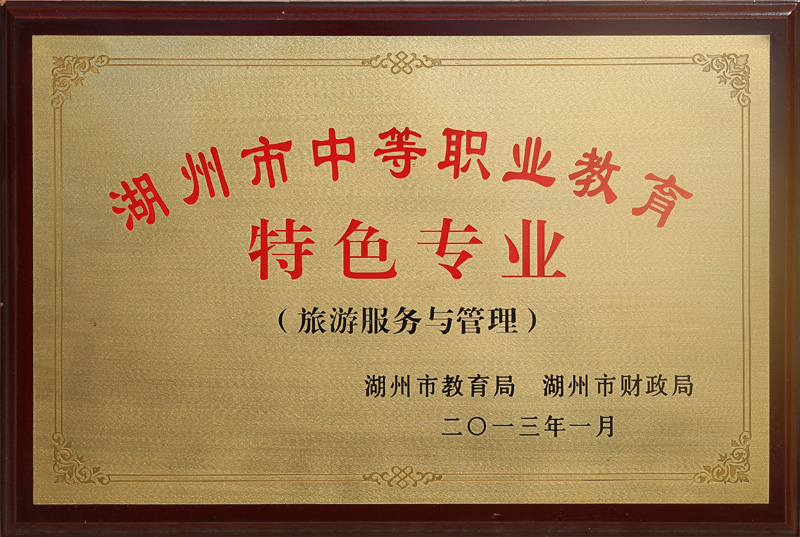 湖州市中等职业教育
特色专业
（旅游服务与管理）
湖州市教育局 湖州市财政局
二〇一三年一月